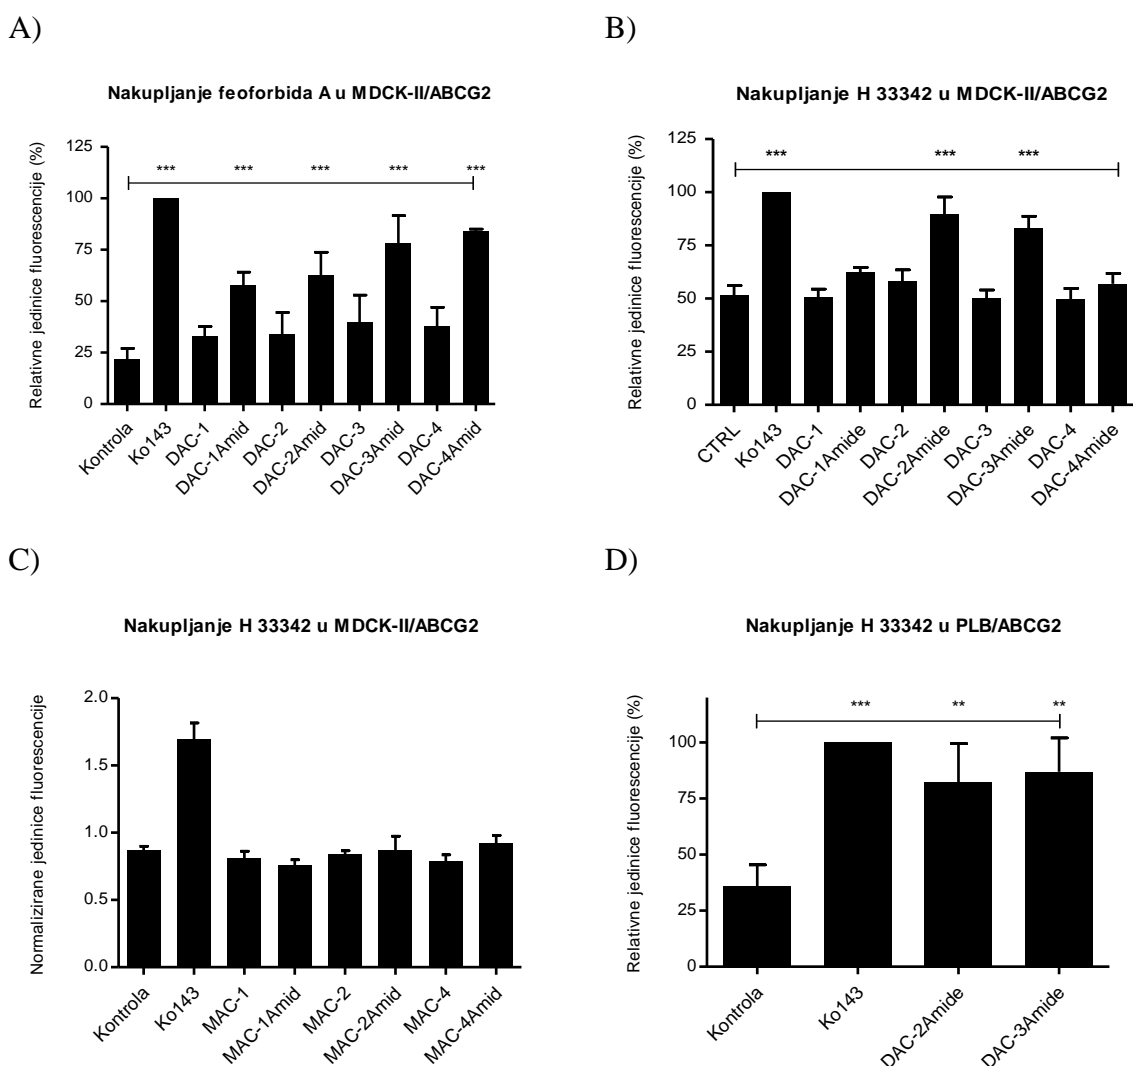 A)
B)
Nakupljanje feoforbida A u MDCK-II/ABCG2
Relativne jedinice fluorescencije (%)
125
100
75
50
25
0
*** *** *** *** ***
Kontrola
Ko143
DAC-1
DAC-1Amid
DAC-2
DAC-2Amid
DAC-3
DAC-3Amid
DAC-4
DAC-4Amid
Nakupljanje H 33342 u MDCK-II/ABCG2
Relativne jedinice fluorescencije (%)
125
100
75
50
25
0
*** *** ***
CTRL
Ko143
DAC-1
DAC-1Amide
DAC-2
DAC-2Amide
DAC-3
DAC-3Amide
DAC-4
DAC-4Amide
C)
D)
Nakupljanje H 33342 u MDCK-II/ABCG2
Normalizirane jedinice fluorescencije
2.0
1.5
1.0
0.5
0.0
Kontrola
Ko143
MAC-1
MAC-1Amid
MAC-2
MAC-2Amid
MAC-4
MAC-4Amid
Nakupljanje H 33342 u PLB/ABCG2
Relativne jedinice fluorescencije (%)
100
75
50
25
0
*** ** **
Kontrola
Ko143
DAC-2Amide
DAC-3Amide